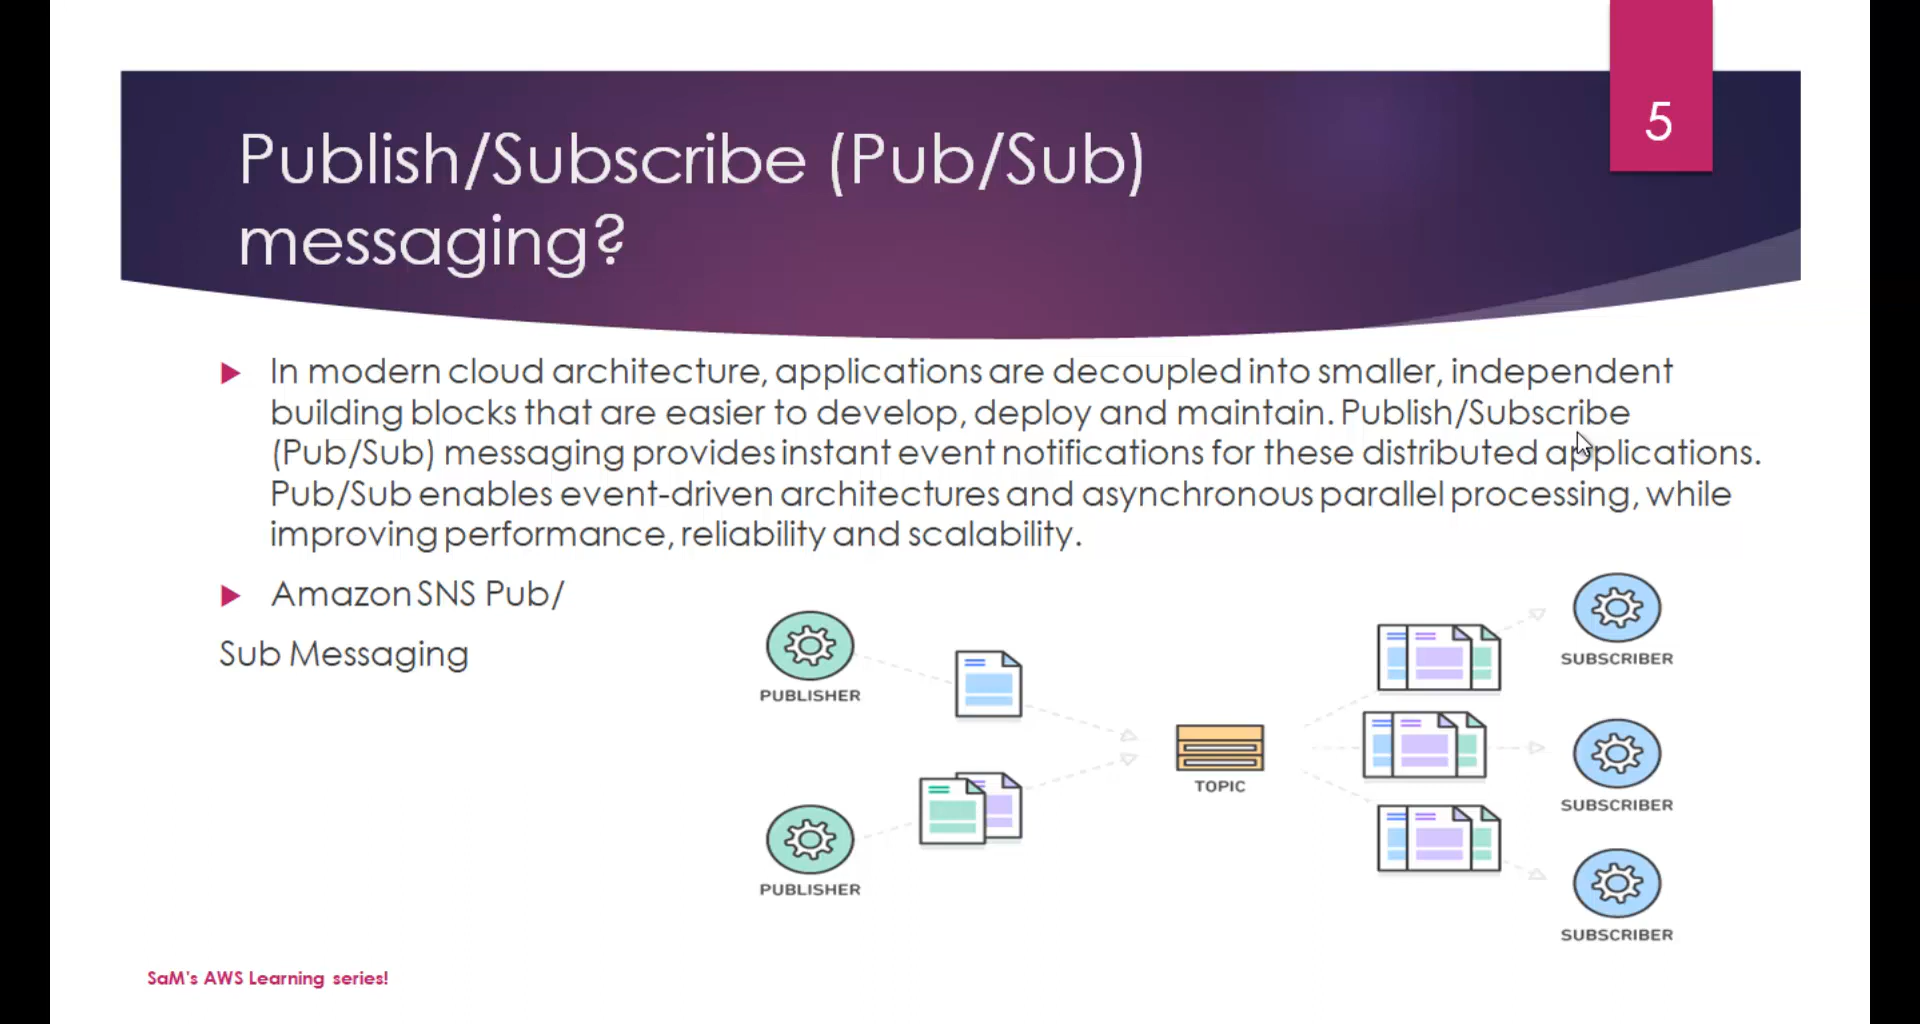 5
Publish/Subscribe (Pub/Sub)
messaging?
In modern cloud architecture, applications are decoupled into smaller, independent
building blocks that are easier to develop, deploy and maintain. Publish/Subscribe
(Pub/Sub) messaging provides instant event notifications for these distributed applications.
Pub/Sub enables event-driven architectures and asynchronous parallel processing, while
improving performance, reliability and scalability.
Amazon SNS Pub/
Sub Messaging
PUBLISHER
PUBLISHER
TOPIC
SUBSCRIBER
SUBSCRIBER
SUBSCRIBER
SaM's AWS Learning series!